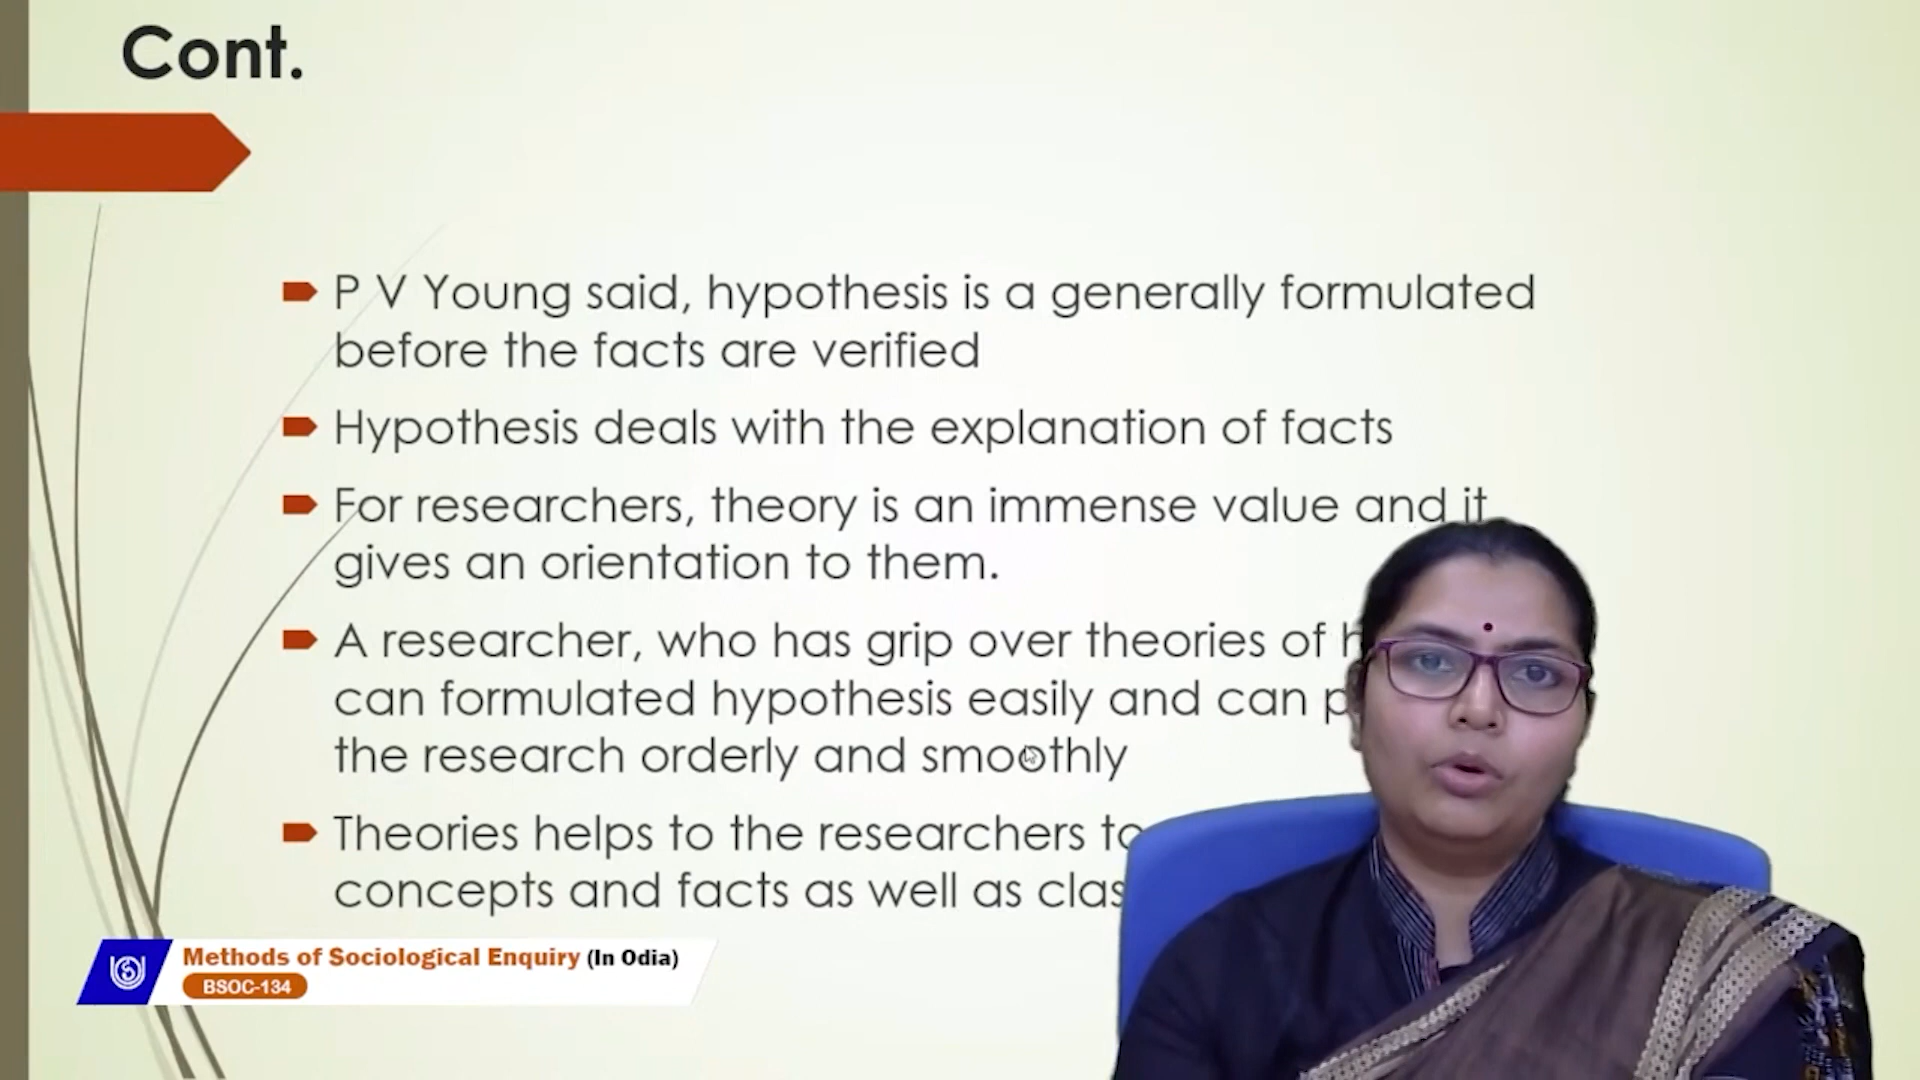 Cont.
P V Young said, hypothesis is a generally formulated
before the facts are verified
Hypothesis deals with the explanation of facts
For researchers, theory is an immense value and it
gives an orientation to them.
A researcher, who has grip over theories of
can formulated hypothesis easily and can
the research orderly and smoothly
Theories helps to the researchers to
concepts and facts as well as
Methods of Sociological Enquiry (In Odia)
BSOC-134